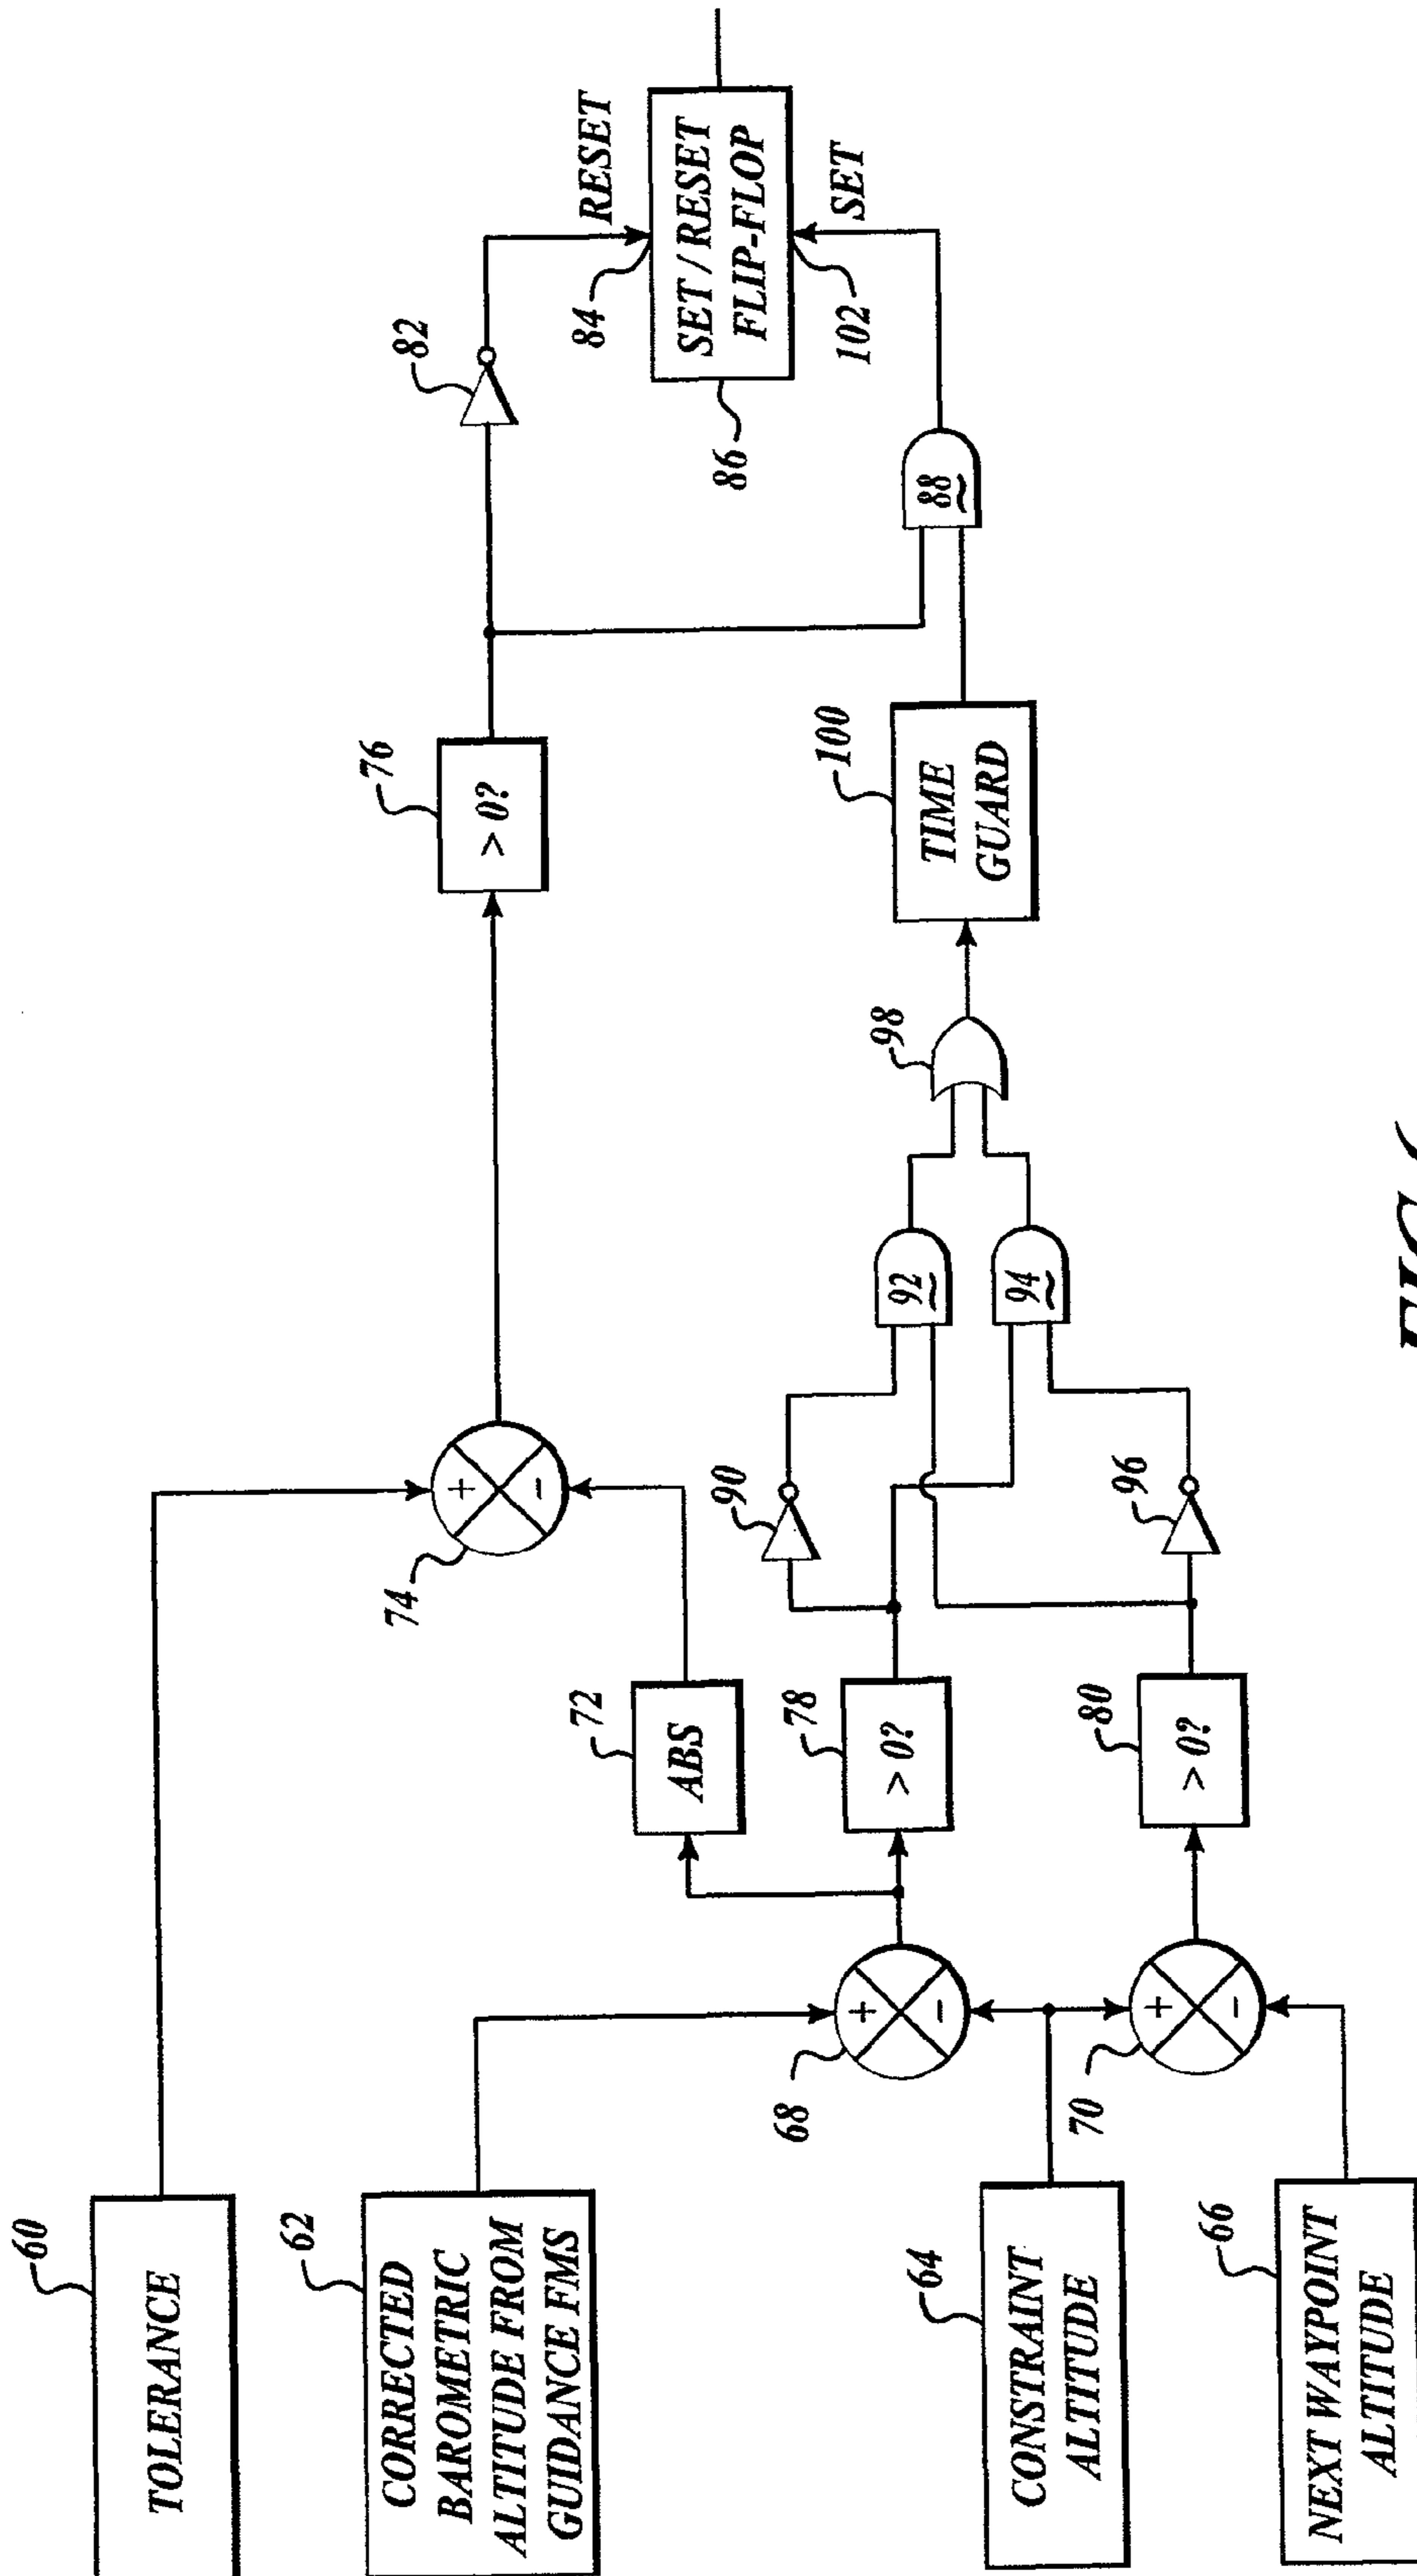 60
TOLERANCE
62
CORRECTED
BAROMETRIC
ALTITUDE FROM
GUIDANCE FMS
64
CONSTRAINT
ALTITUDE
66
NEXT WAYPOINT
ALTITUDE
68
+
-
70
+
-
72
ABS
78
> 0?
80
> 0?
74
+
-
90
96
92
94
98
76
> 0?
100
TIME
GUARD
82
88
RESET
84
SET / RESET
FLIP-FLOP
86
102
SET